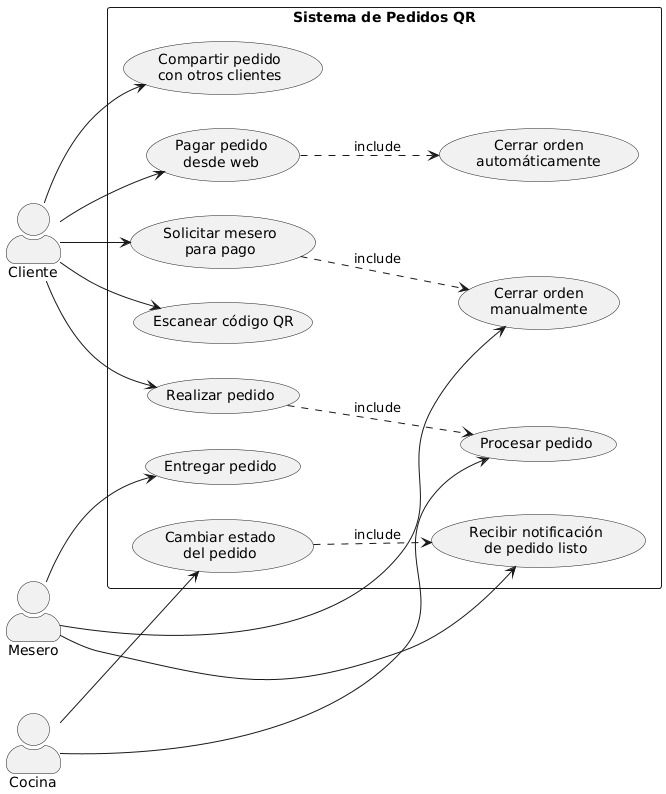 Sistema de Pedidos QR
Compartir pedido
con otros clientes
Pagar pedido
desde web
include
Cerrar orden
automáticamente
Solicitar mesero
para pago
include
Cerrar orden
manualmente
Cliente
Escanear código QR
Realizar pedido
include
Procesar pedido
Entregar pedido
Cambiar estado
del pedido
include
Recibir notificación
de pedido listo
Mesero
Cocina